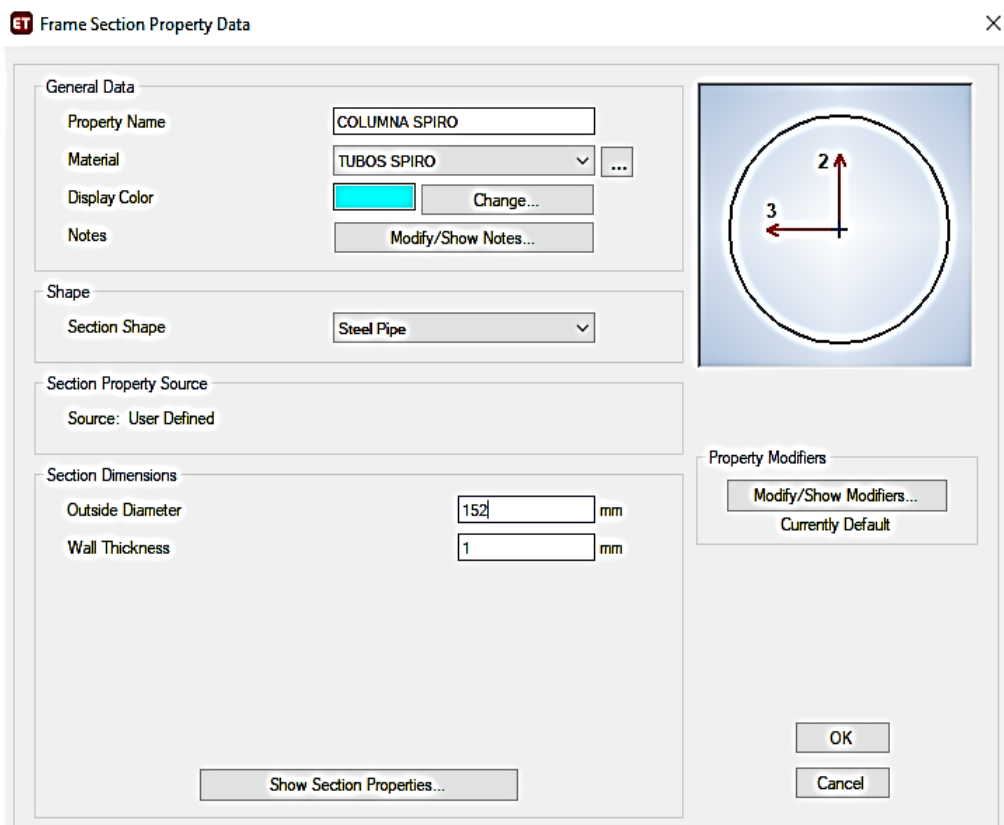 ET Frame Section Property Data
General Data
Property Name COLUMNA SPIRO
Material TUBOS SPIRO ...
Display Color Change...
Notes Modify/Show Notes...
Shape
Section Shape Steel Pipe
Section Property Source
Source: User Defined
Section Dimensions
Outside Diameter 152 mm
Wall Thickness 1 mm
Show Section Properties...
2
3
Property Modifiers
Modify/Show Modifiers...
Currently Default
OK
Cancel